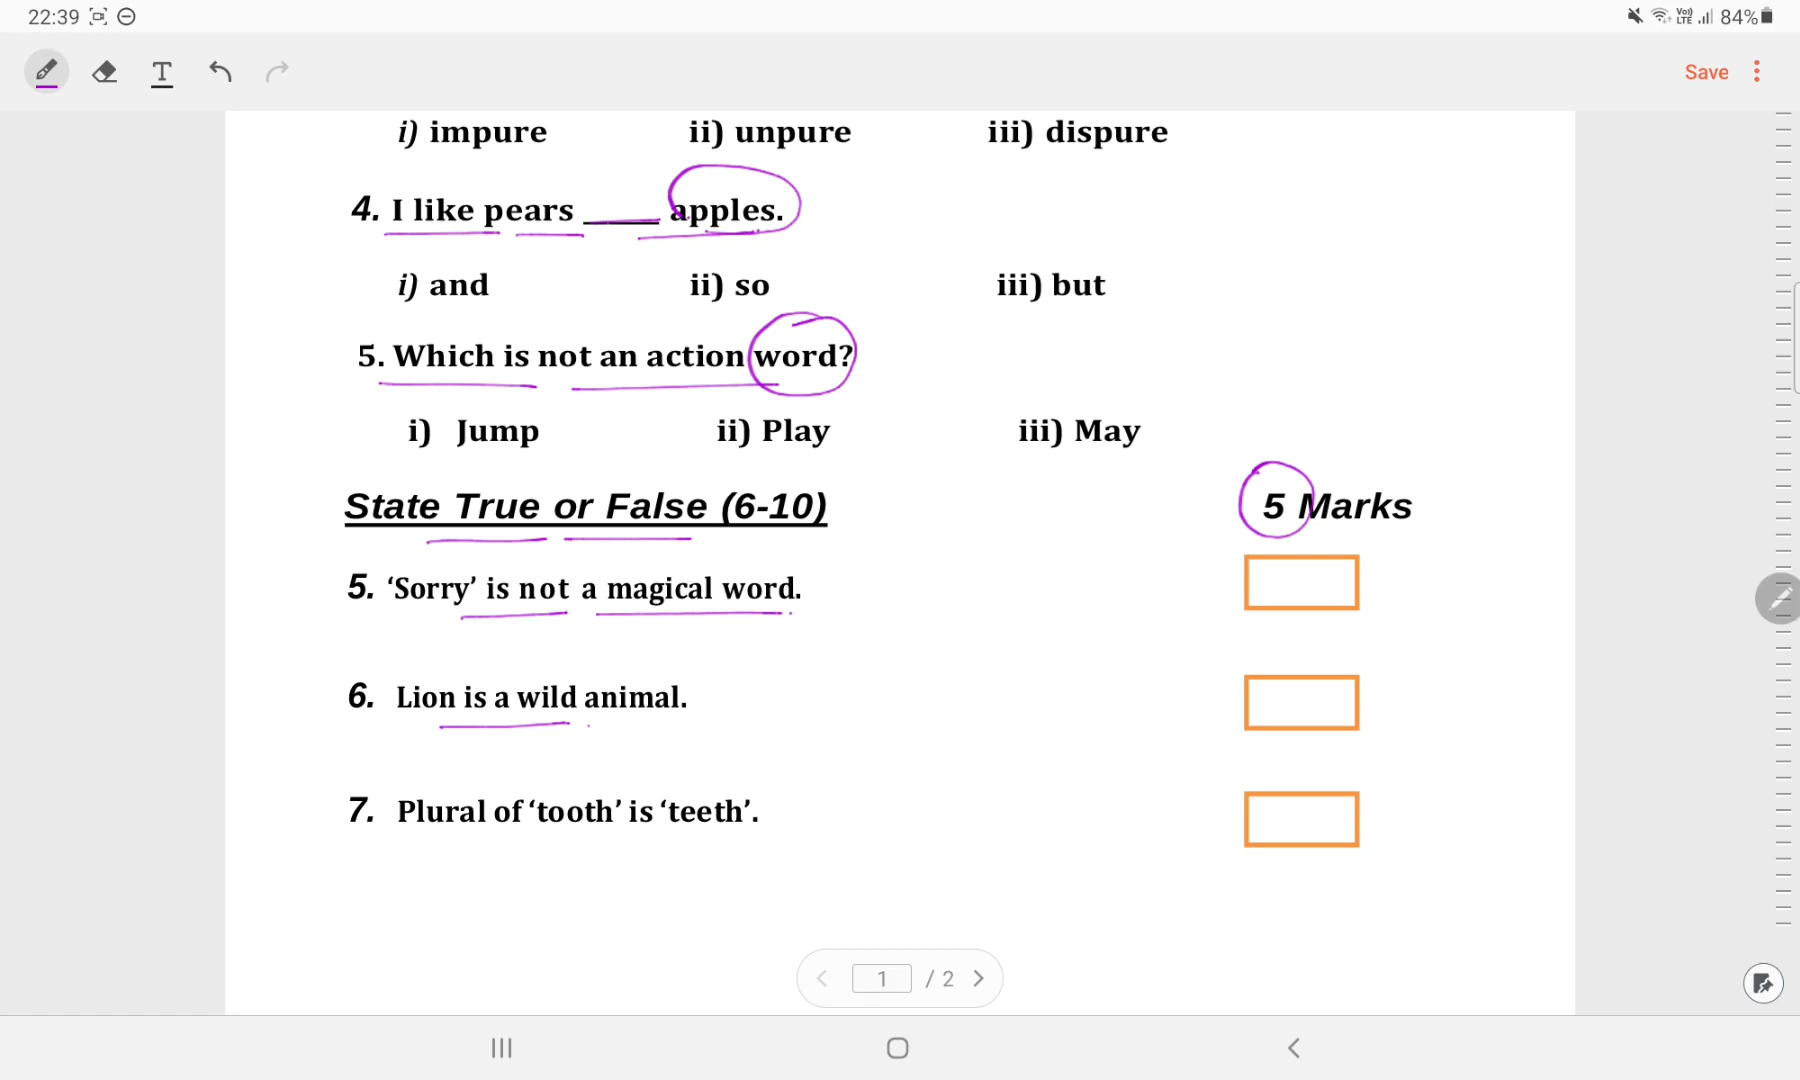 22:39 84%
T Save
i) impure ii) unpure iii) dispure
4. I like pears _____ apples.
i) and ii) so iii) but
5. Which is not an action word?
i) Jump ii) Play iii) May
State True or False (6-10) 5 Marks
5. ‘Sorry’ is not a magical word.
6. Lion is a wild animal.
7. Plural of ‘tooth’ is ‘teeth’.
1 / 2